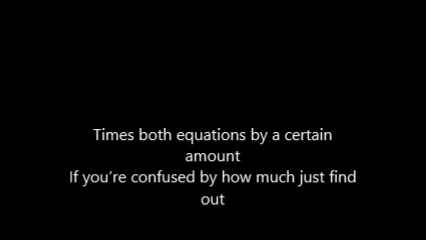 Times both equations by a certain
amount
If you’re confused by how much just find
out